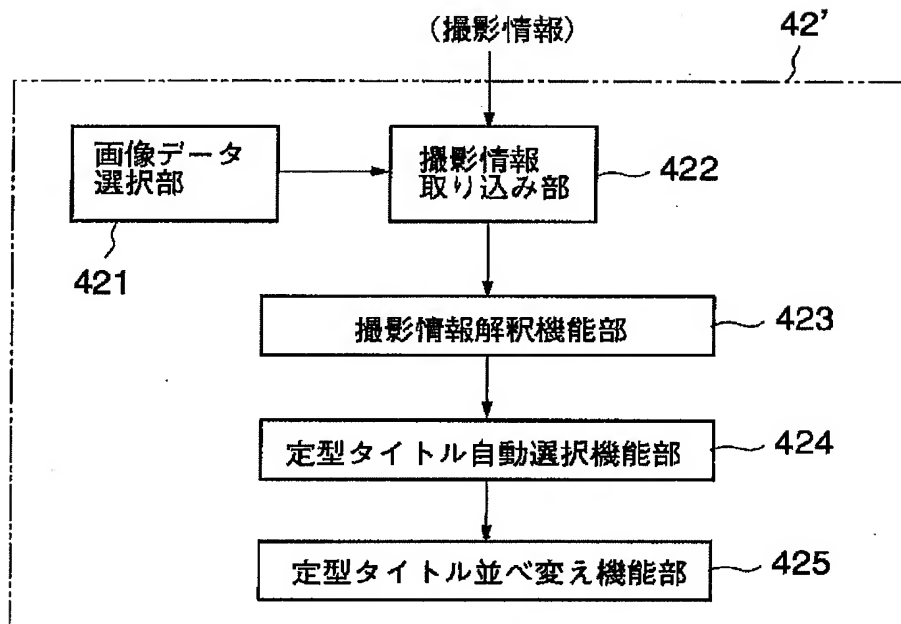 (撮影情報)
42'
画像データ
選択部
421
撮影情報
取り込み部
422
撮影情報解釈機能部
423
定型タイトル自動選択機能部
424
定型タイトル並べ変え機能部
425